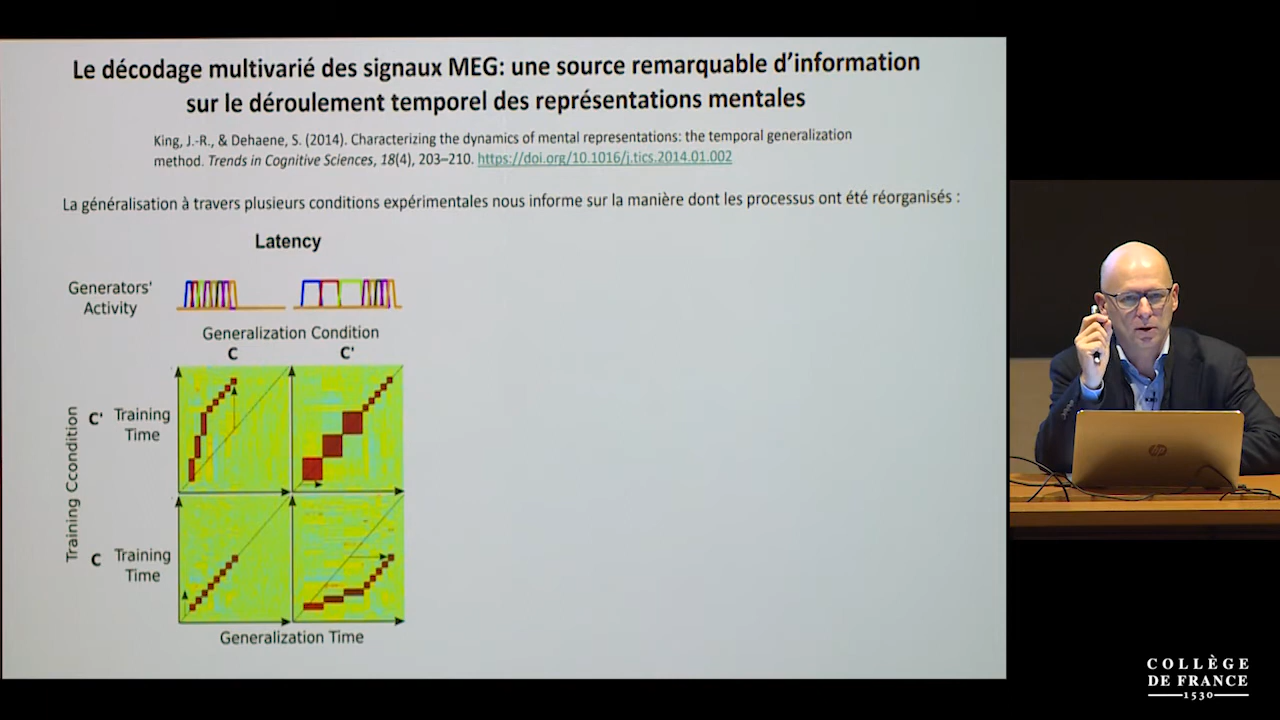 Le décodage multivarié des signaux MEG: une source remarquable d'information
sur le déroulement temporel des représentations mentales
King, J.-R., & Dehaene, S. (2014). Characterizing the dynamics of mental representations: the temporal generalization
method. Trends in Cognitive Sciences, 18(4), 203–210. https://doi.org/10.1016/j.tics.2014.01.002
La généralisation à travers plusieurs conditions expérimentales nous informe sur la manière dont les processus ont été réorganisés :
Latency
Generators'
Activity
Generalization Condition
C C'
Training Ccondition
C' Training
Time
C Training
Time
Generalization Time
hp
COLLÈGE
DE FRANCE
1530